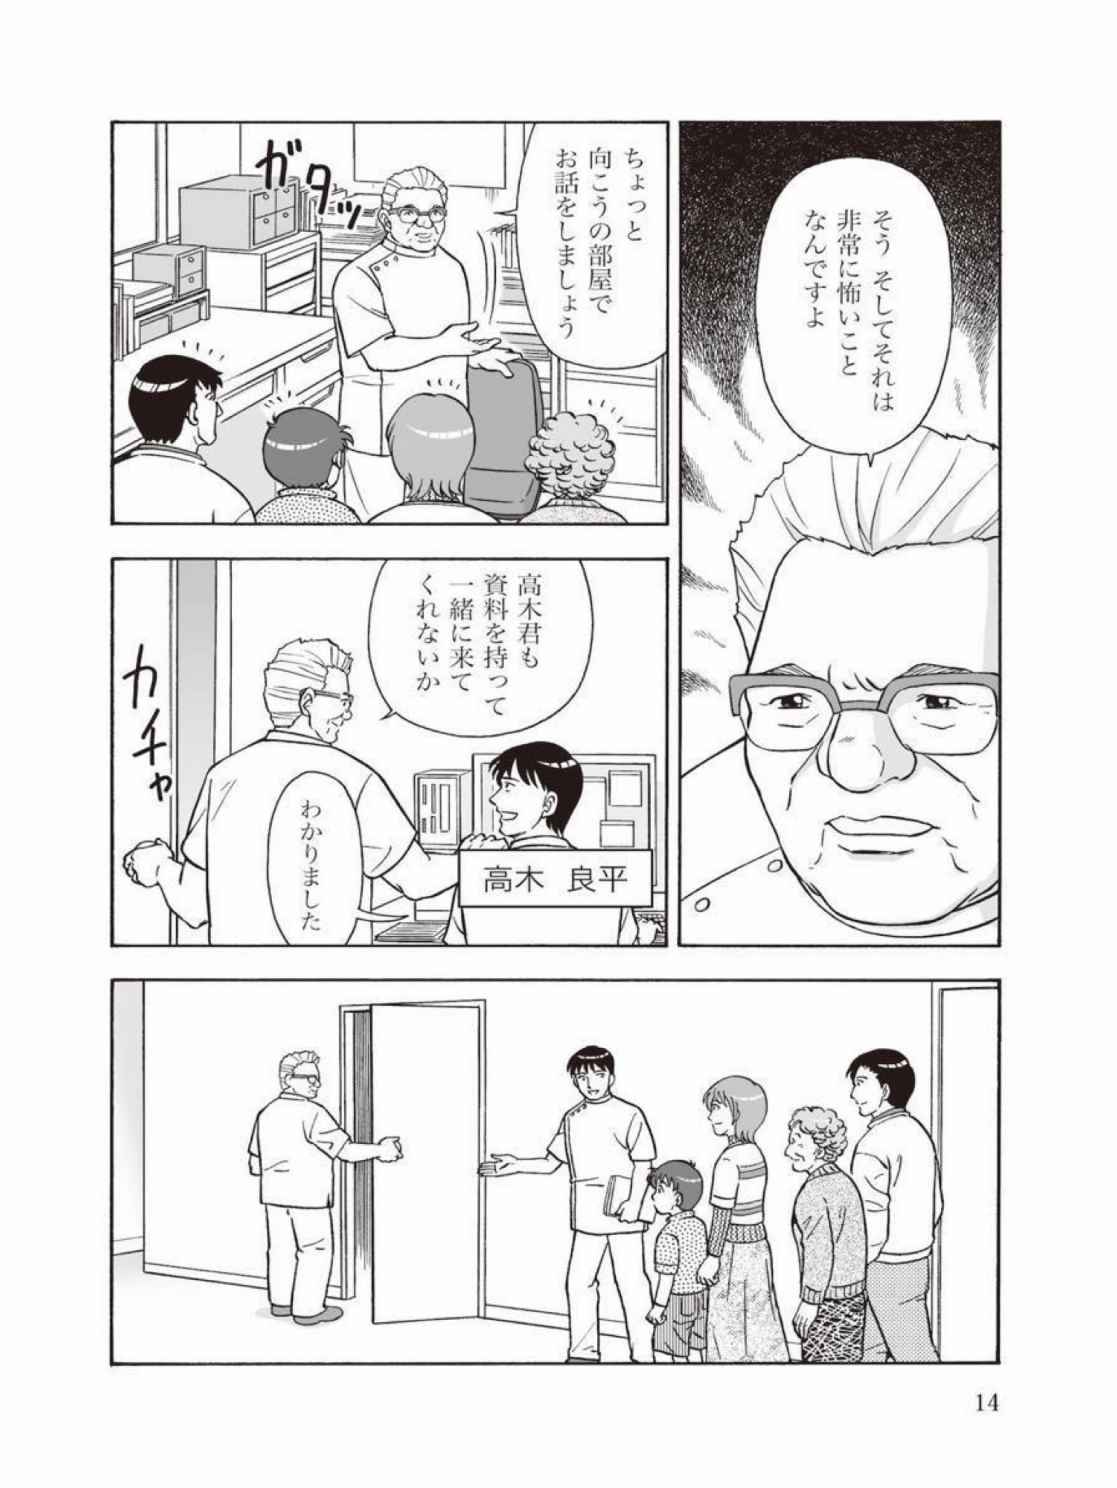 そう そしてそれは
非常に怖いこと
なんですよ
ガタッ
ちょっと
向こうの部屋で
お話をしましょう
高木君も
資料を持って
一緒に来て
くれないか
カチャ
高木 良平
わかりました
14